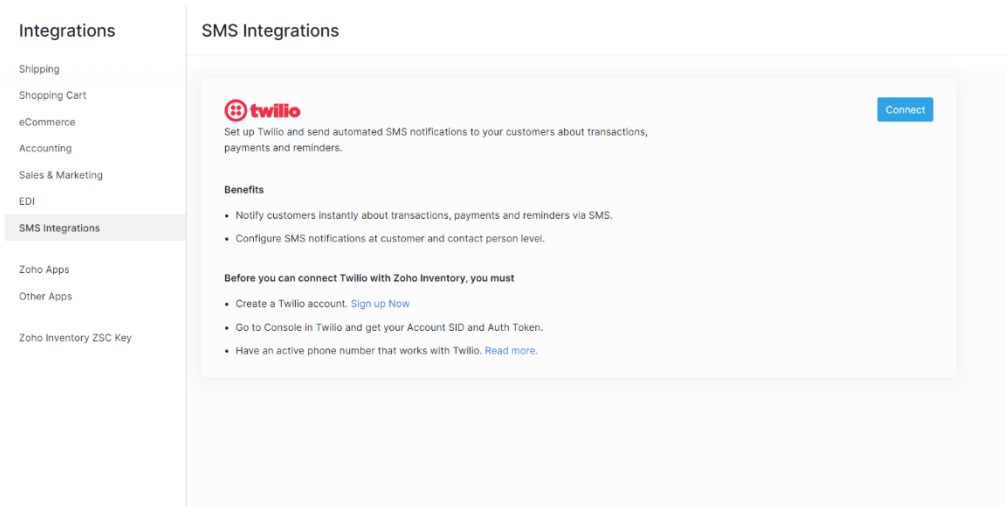 Integrations
Shipping
Shopping Cart
eCommerce
Accounting
Sales & Marketing
EDI
SMS Integrations
Zoho Apps
Other Apps
Zoho Inventory ZSC Key
SMS Integrations
twilio
Connect
Set up Twilio and send automated SMS notifications to your customers about transactions,
payments and reminders.
Benefits
• Notify customers instantly about transactions, payments and reminders via SMS.
• Configure SMS notifications at customer and contact person level.
Before you can connect Twilio with Zoho Inventory, you must
• Create a Twilio account. Sign up Now
• Go to Console in Twilio and get your Account SID and Auth Token.
• Have an active phone number that works with Twilio. Read more.